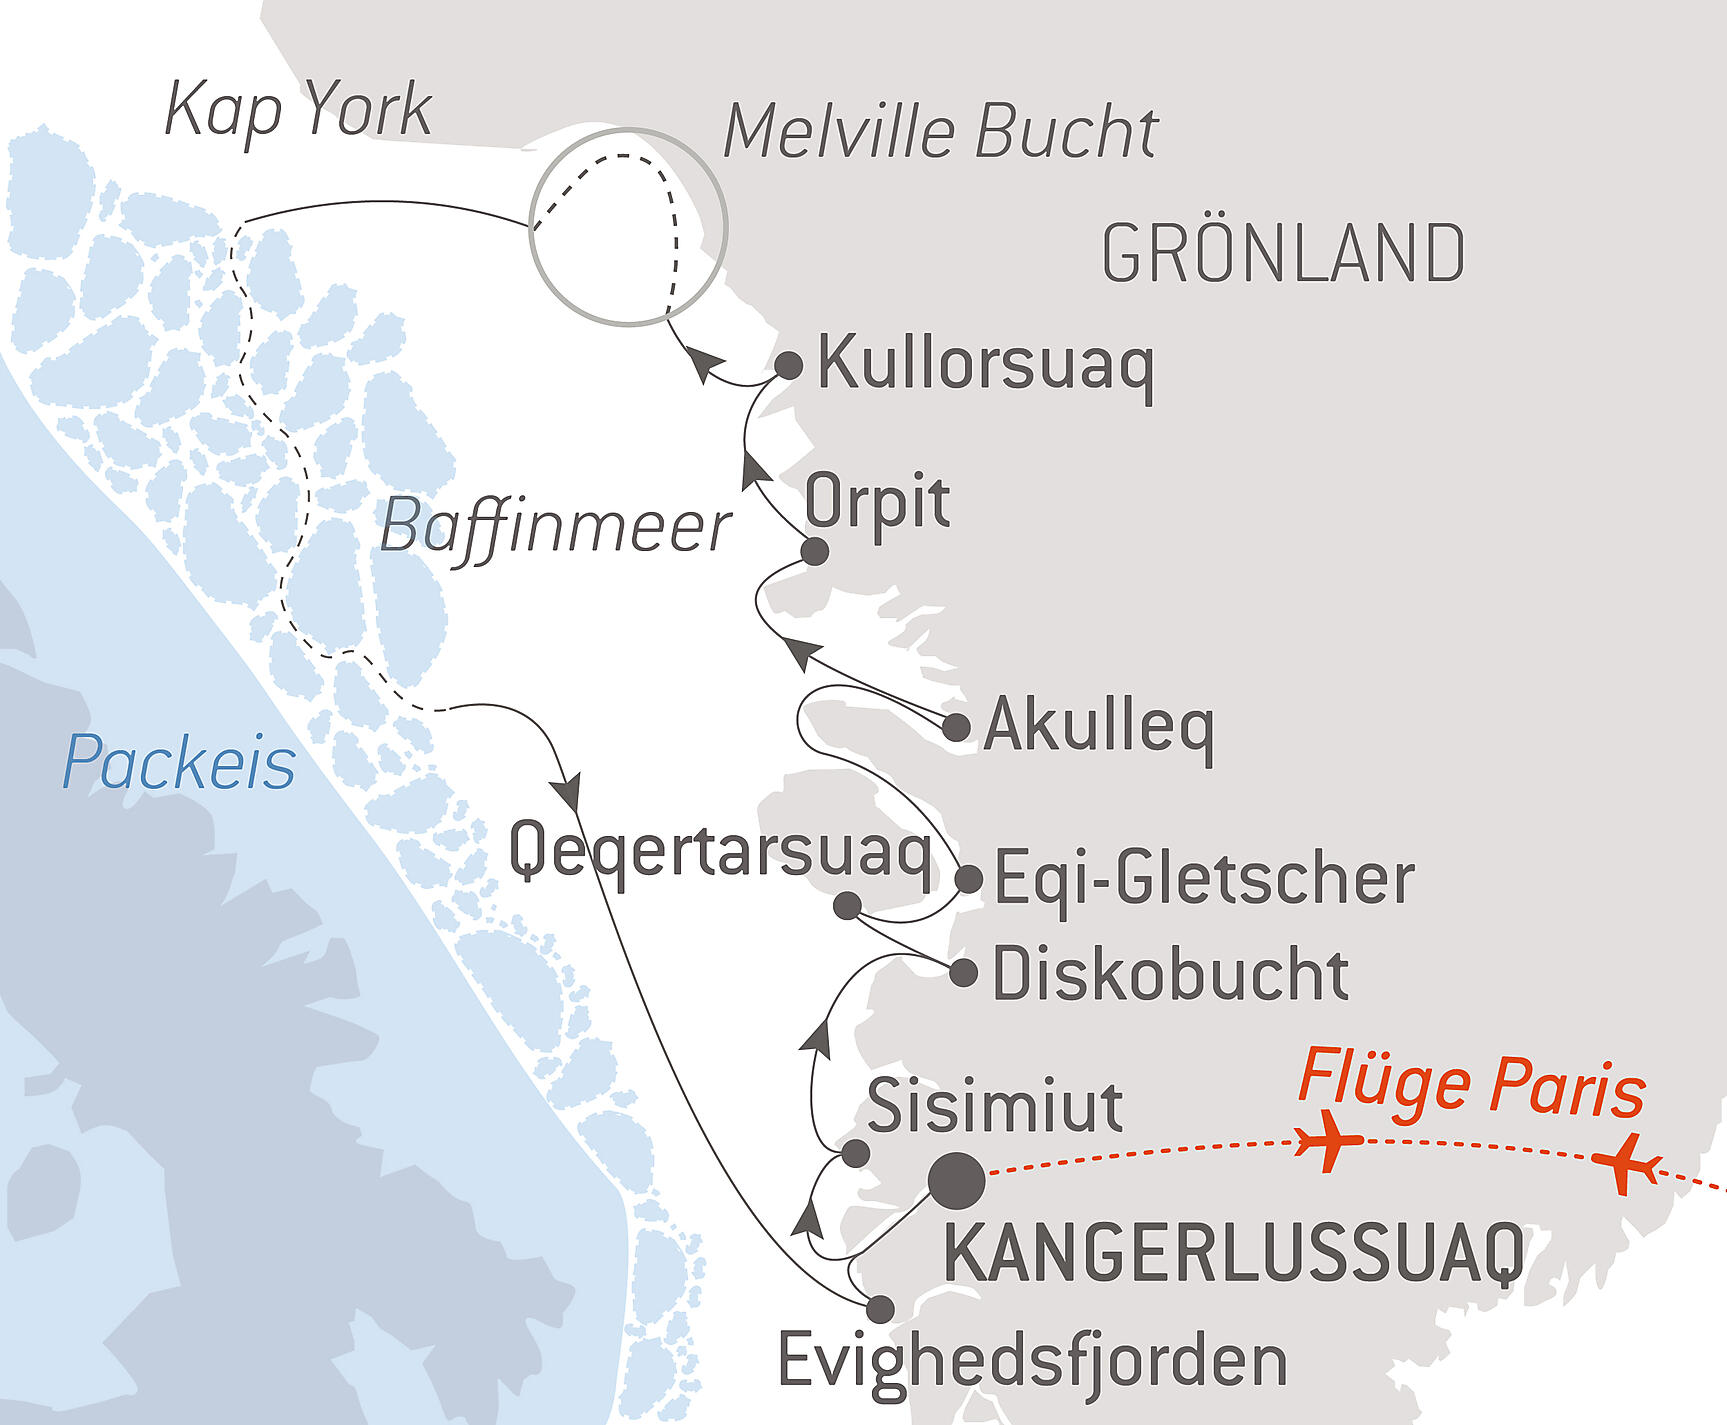 Kap York
Melville Bucht
GRÖNLAND
Kullorsuaq
Orpit
Baffinmeer
Akulleq
Packeis
Qeqertarsuaq
Eqi-Gletscher
Diskobucht
Flüge Paris
Sisimiut
KANGERLUSSUAQ
Evighedsfjorden